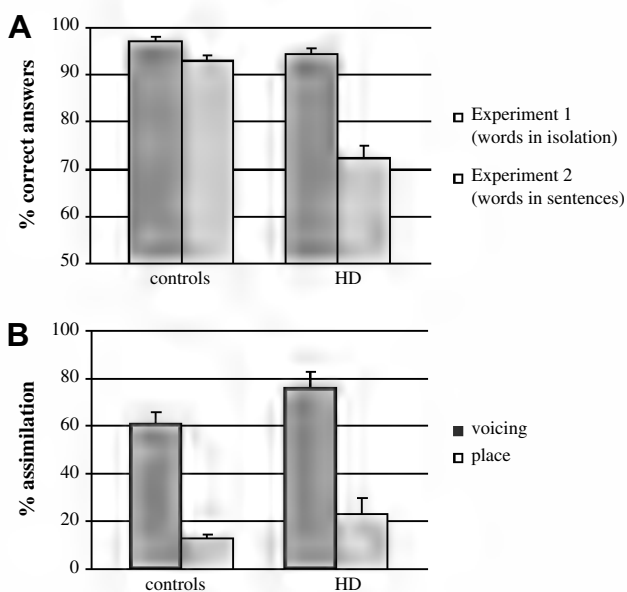 A
100
90
80
70
60
50
% correct answers
controls
HD
Experiment 1
(words in isolation)
Experiment 2
(words in sentences)
B
100
80
60
40
20
0
% assimilation
controls
HD
voicing
place